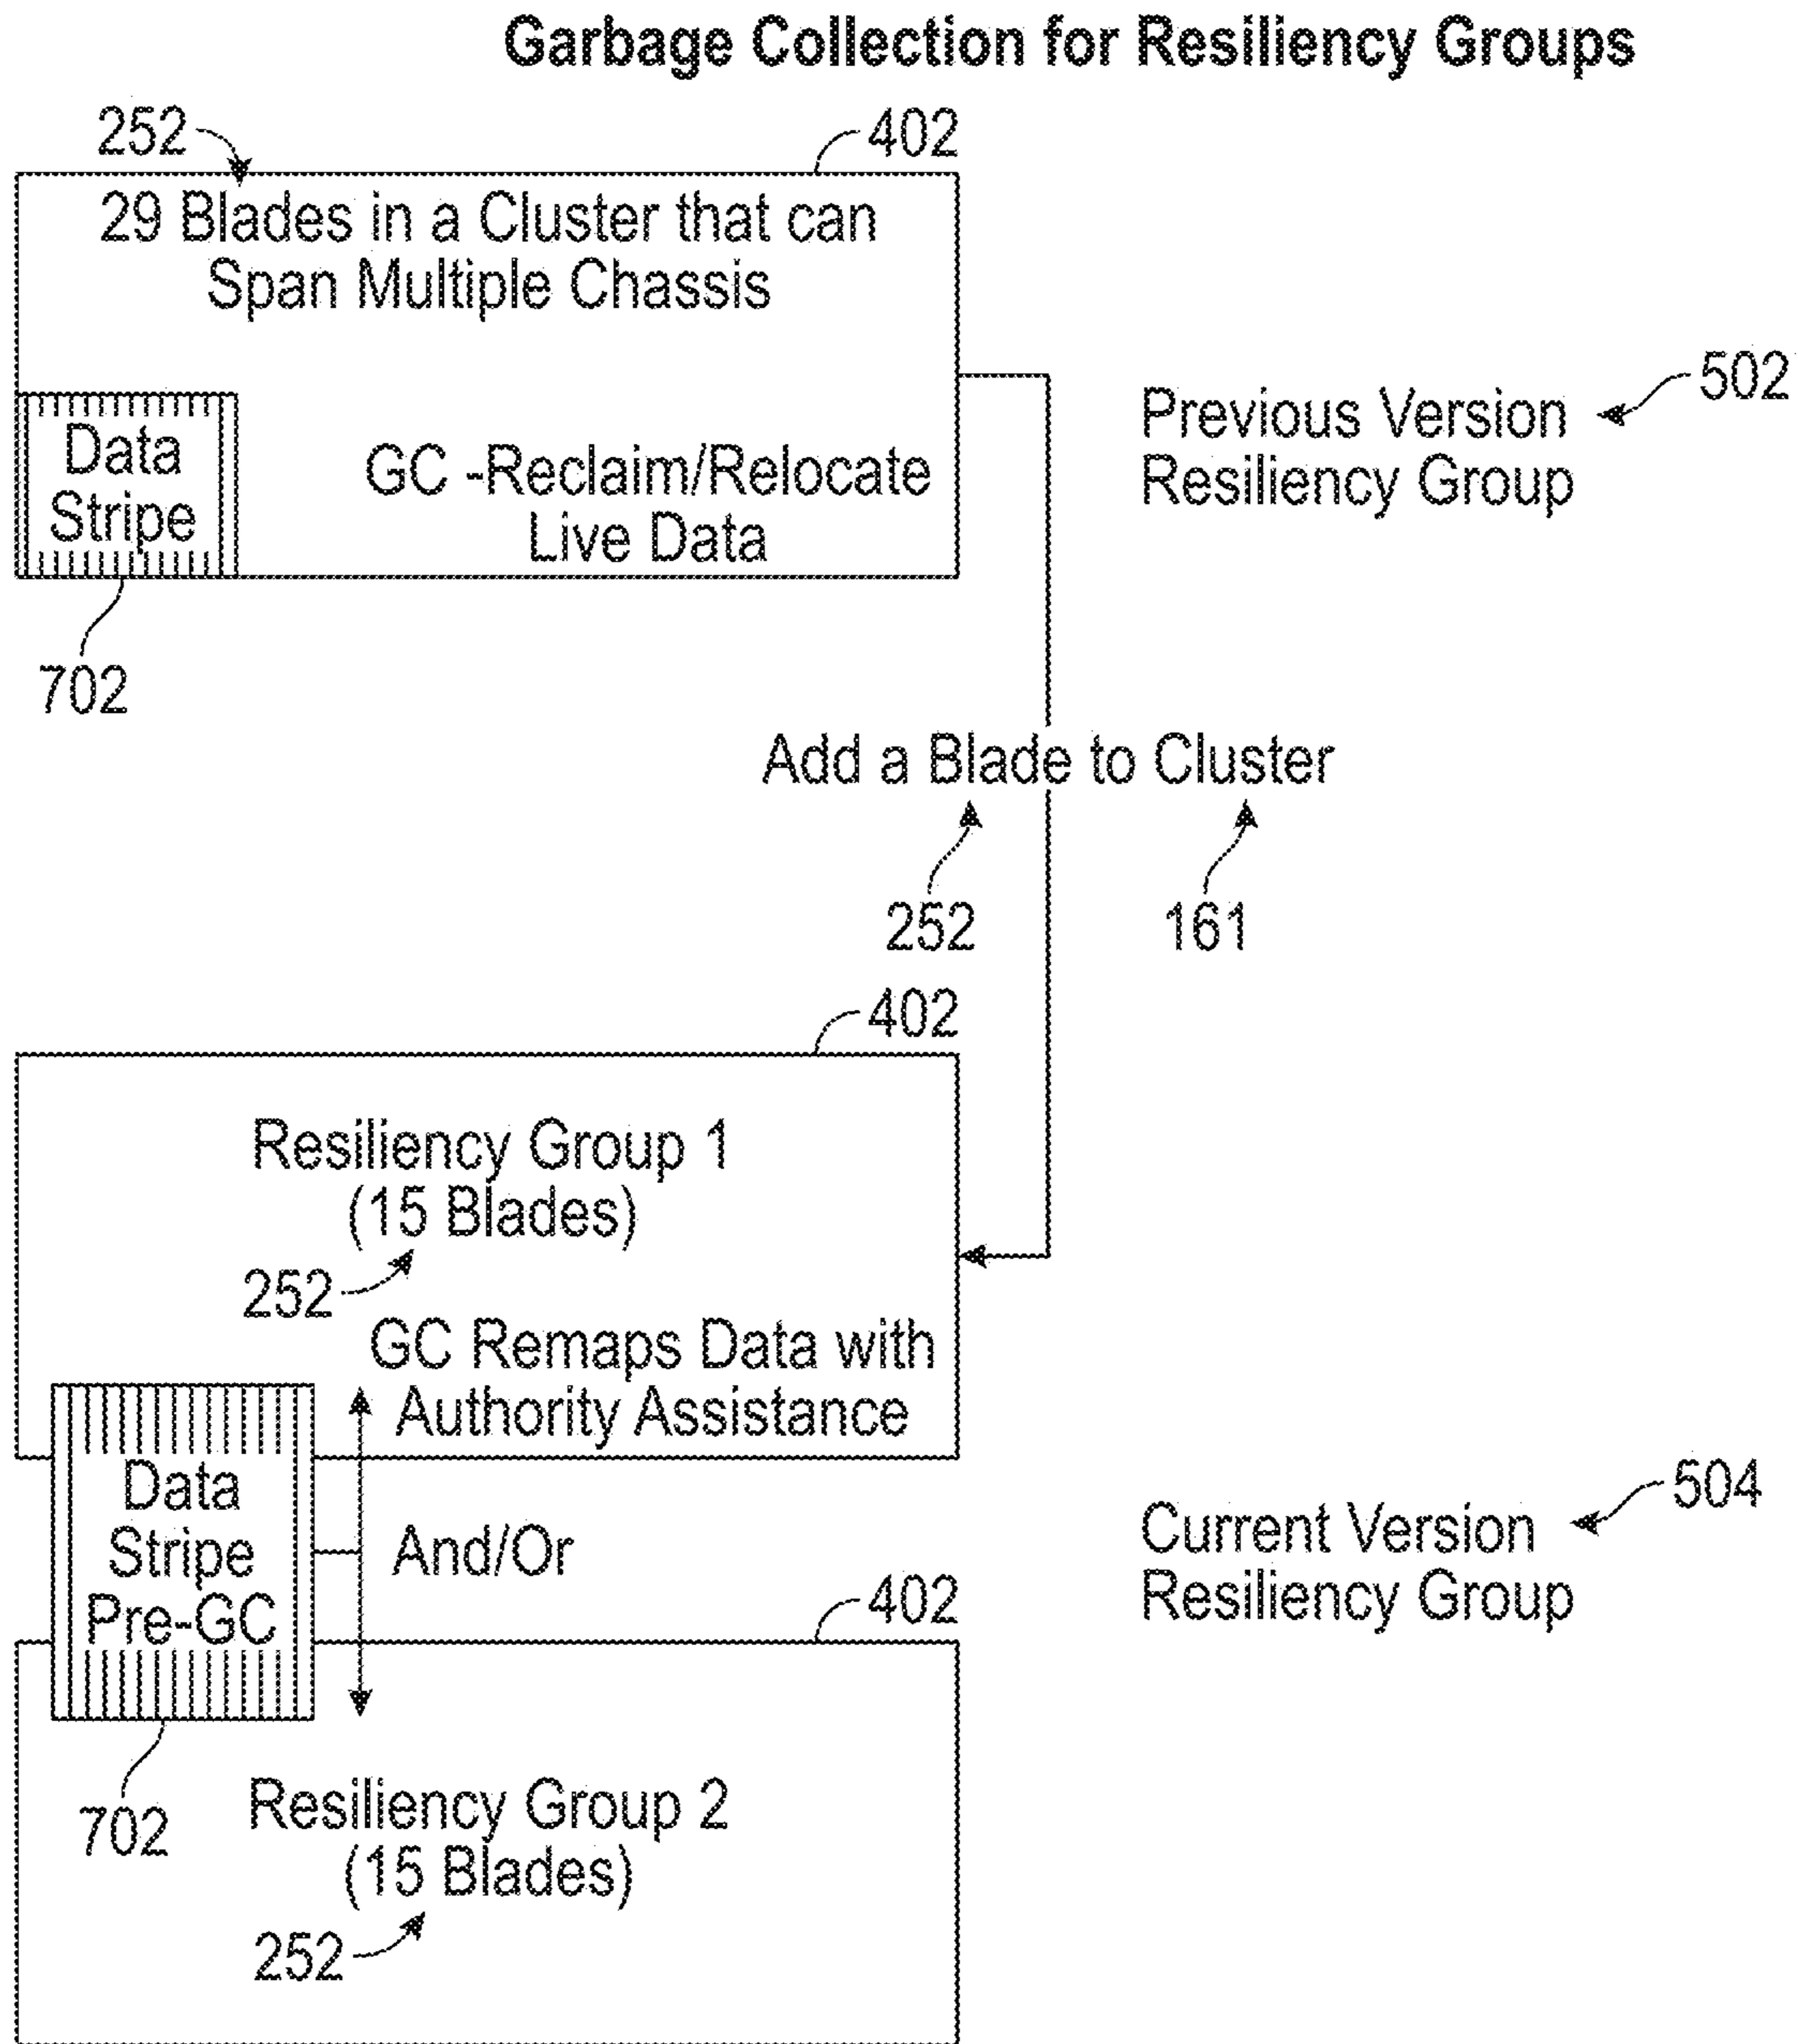 Garbage Collection for Resiliency Groups
252
402
29 Blades in a Cluster that can
Span Multiple Chassis
Data
Stripe
GC -Reclaim/Relocate
Live Data
702
Previous Version
Resiliency Group
502
Add a Blade to Cluster
252
161
402
Resiliency Group 1
(15 Blades)
252
GC Remaps Data with
Authority Assistance
Data
Stripe
Pre-GC
And/Or
702
Current Version
Resiliency Group
504
402
Resiliency Group 2
(15 Blades)
252